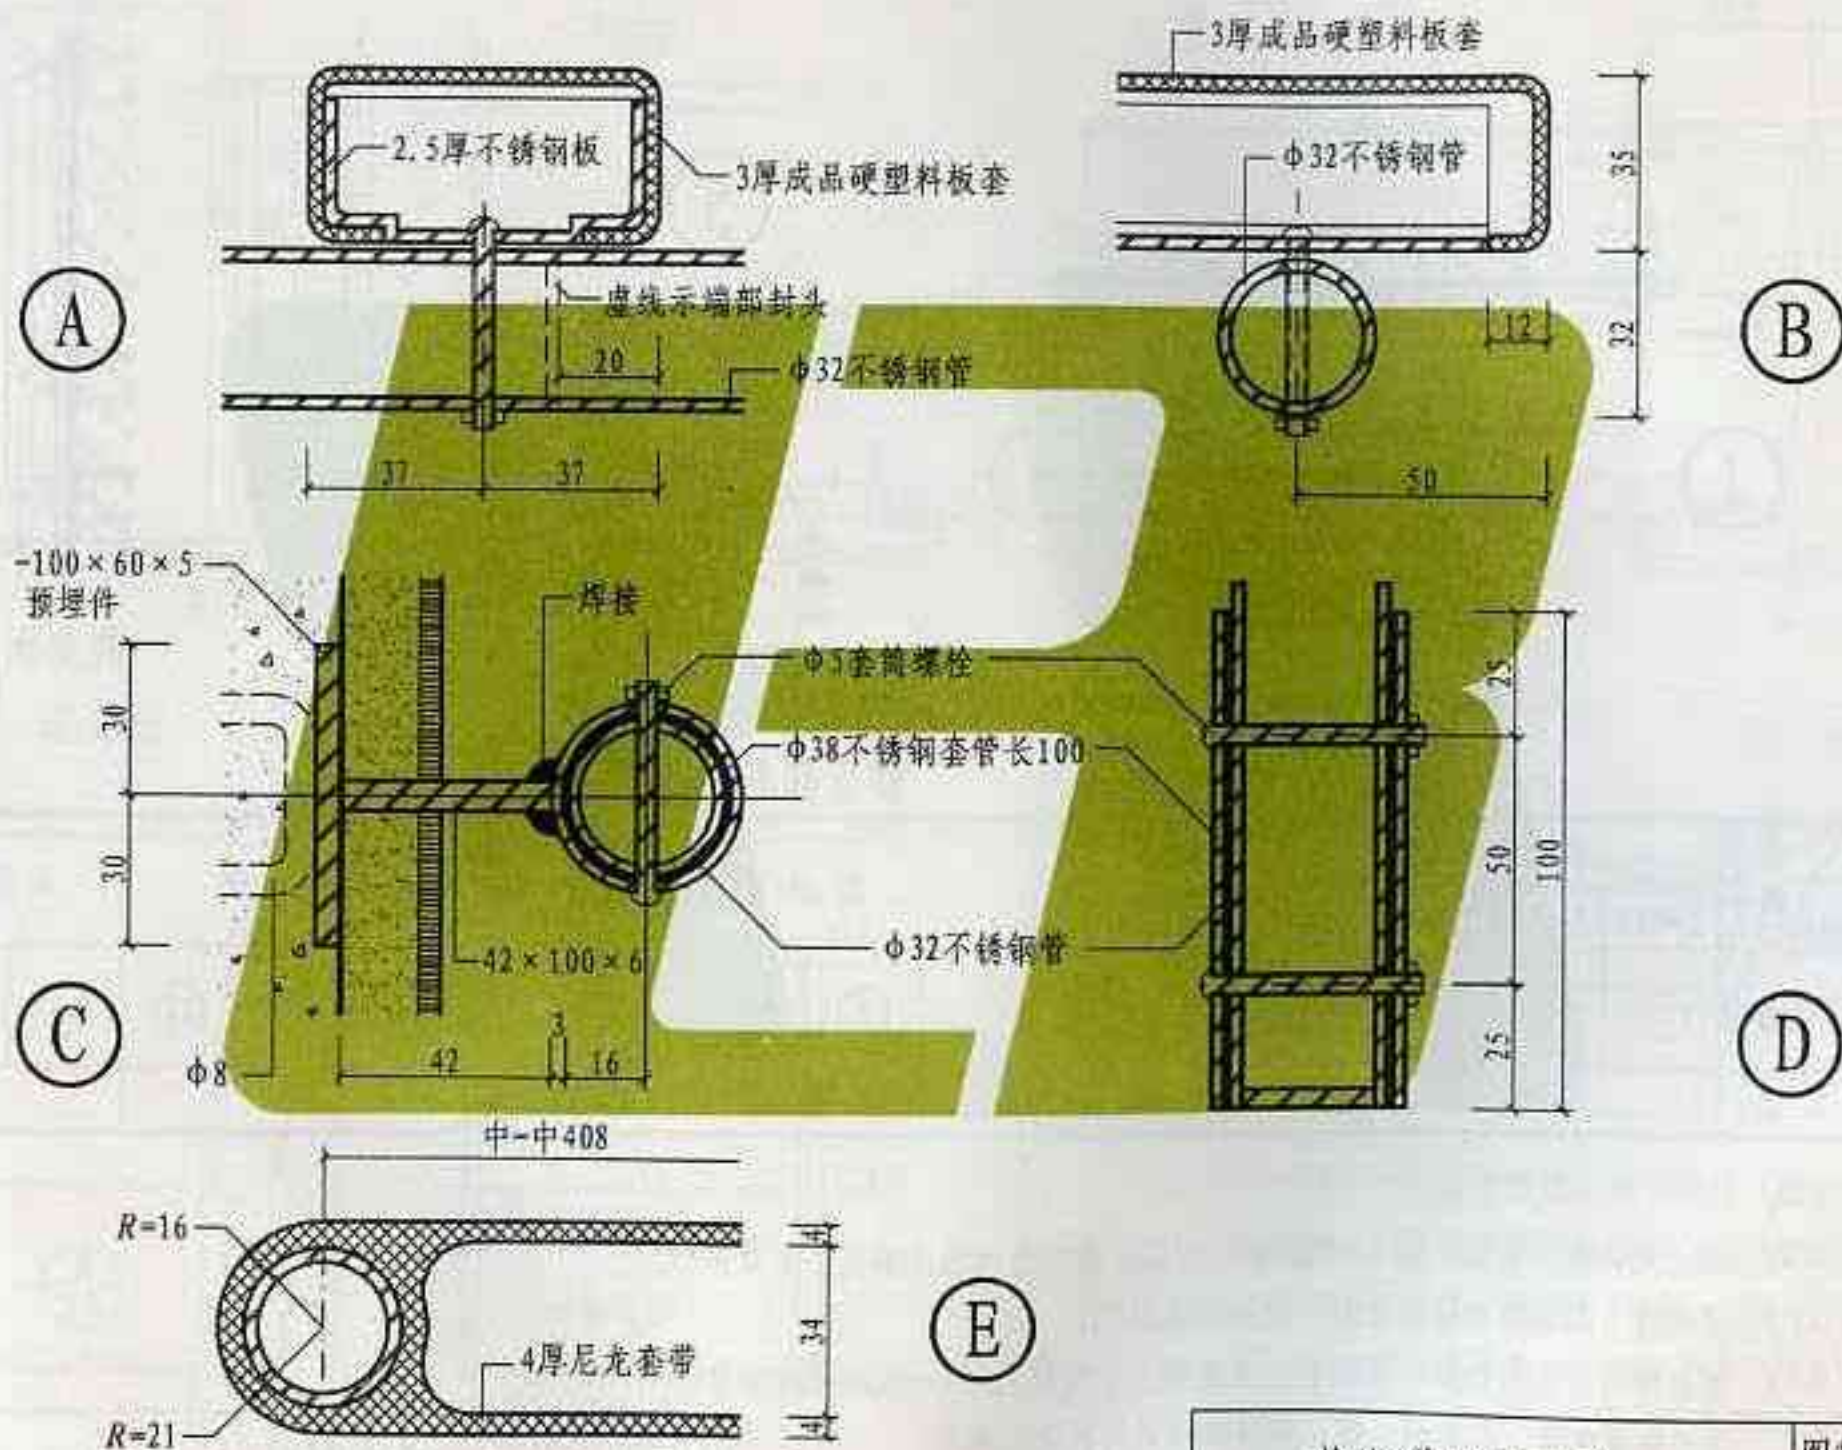 3厚成品硬塑料板套
2.5厚不锈钢板
3厚成品硬塑料板套
Φ32不锈钢管
35
A
虚线示端部封头
20
Φ32不锈钢管
12
32
B
37
37
50
-100×60×5
预埋件
焊接
Φ5套筒螺栓
25
30
Φ38不锈钢套管长100
50
100
30
Φ32不锈钢管
42×100×6
C
Φ8
42
3
16
25
D
中-中408
R=16
4
34
4厚尼龙套带
4
R=21
E